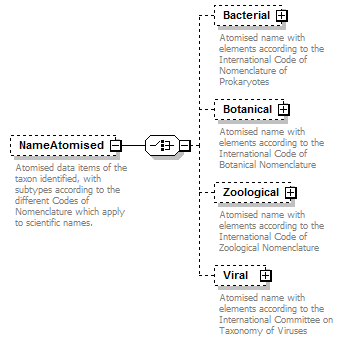 Bacterial
Atomised name with
elements according to the
International Code of
Nomenclature of
Prokaryotes
Botanical
Atomised name with
elements according to the
International Code of
Botanical Nomenclature
NameAtomised
Atomised data items of the
taxon identified, with
subtypes according to the
different Codes of
Nomenclature which apply
to scientific names.
Zoological
Atomised name with
elements according to the
International Code of
Zoological Nomenclature
Viral
Atomised name with
elements according to the
International Committee on
Taxonomy of Viruses